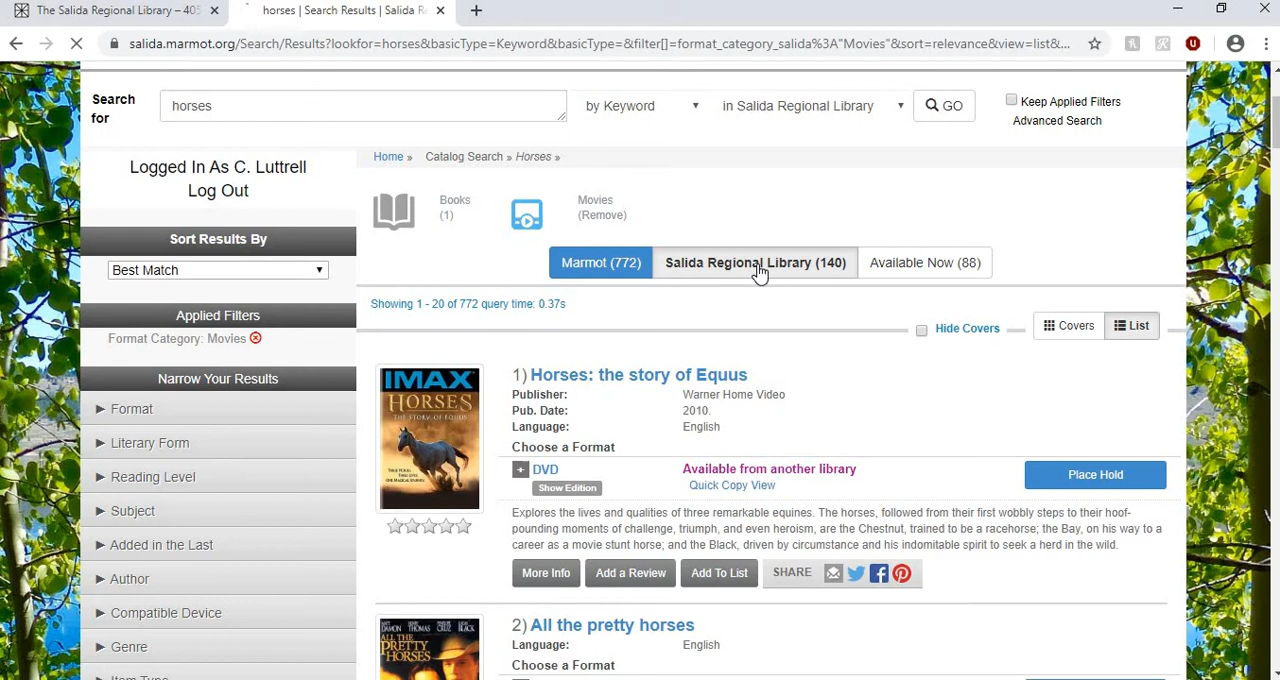 The Salida Regional Library – 405
horses | Search Results | Salida Re
salida.marmot.org/Search/Results?lookfor=horses&basicType=Keyword&basicType=&filter[]=format_category_salida%3A"Movies"&sort=relevance&view=list&...
Search for
horses
by Keyword
in Salida Regional Library
GO
Keep Applied Filters
Advanced Search
Logged In As C. Luttrell
Log Out
Home » Catalog Search » Horses »
Books
(1)
Movies
(Remove)
Sort Results By
Best Match
Marmot (772)
Salida Regional Library (140)
Available Now (88)
Showing 1 - 20 of 772 query time: 0.37s
Hide Covers
Covers
List
Applied Filters
Format Category: Movies
Narrow Your Results
Format
Literary Form
Reading Level
Subject
Added in the Last
Author
Compatible Device
Genre
Item Type
IMAX
HORSES
THE STORY OF EQUUS
1) Horses: the story of Equus
Publisher: Warner Home Video
Pub. Date: 2010.
Language: English
Choose a Format
+ DVD
Show Edition
Available from another library
Quick Copy View
Place Hold
Explores the lives and qualities of three remarkable equines. The horses, followed from their first wobbly steps to their hoof-
pounding moments of challenge, triumph, and even heroism, are the Chestnut, trained to be a racehorse; the Bay, on his way to a
career as a movie stunt horse; and the Black, driven by circumstance and his indomitable spirit to seek a herd in the wild.
More Info
Add a Review
Add To List
SHARE
ALL THE
PRETTY
HORSES
2) All the pretty horses
Language: English
Choose a Format